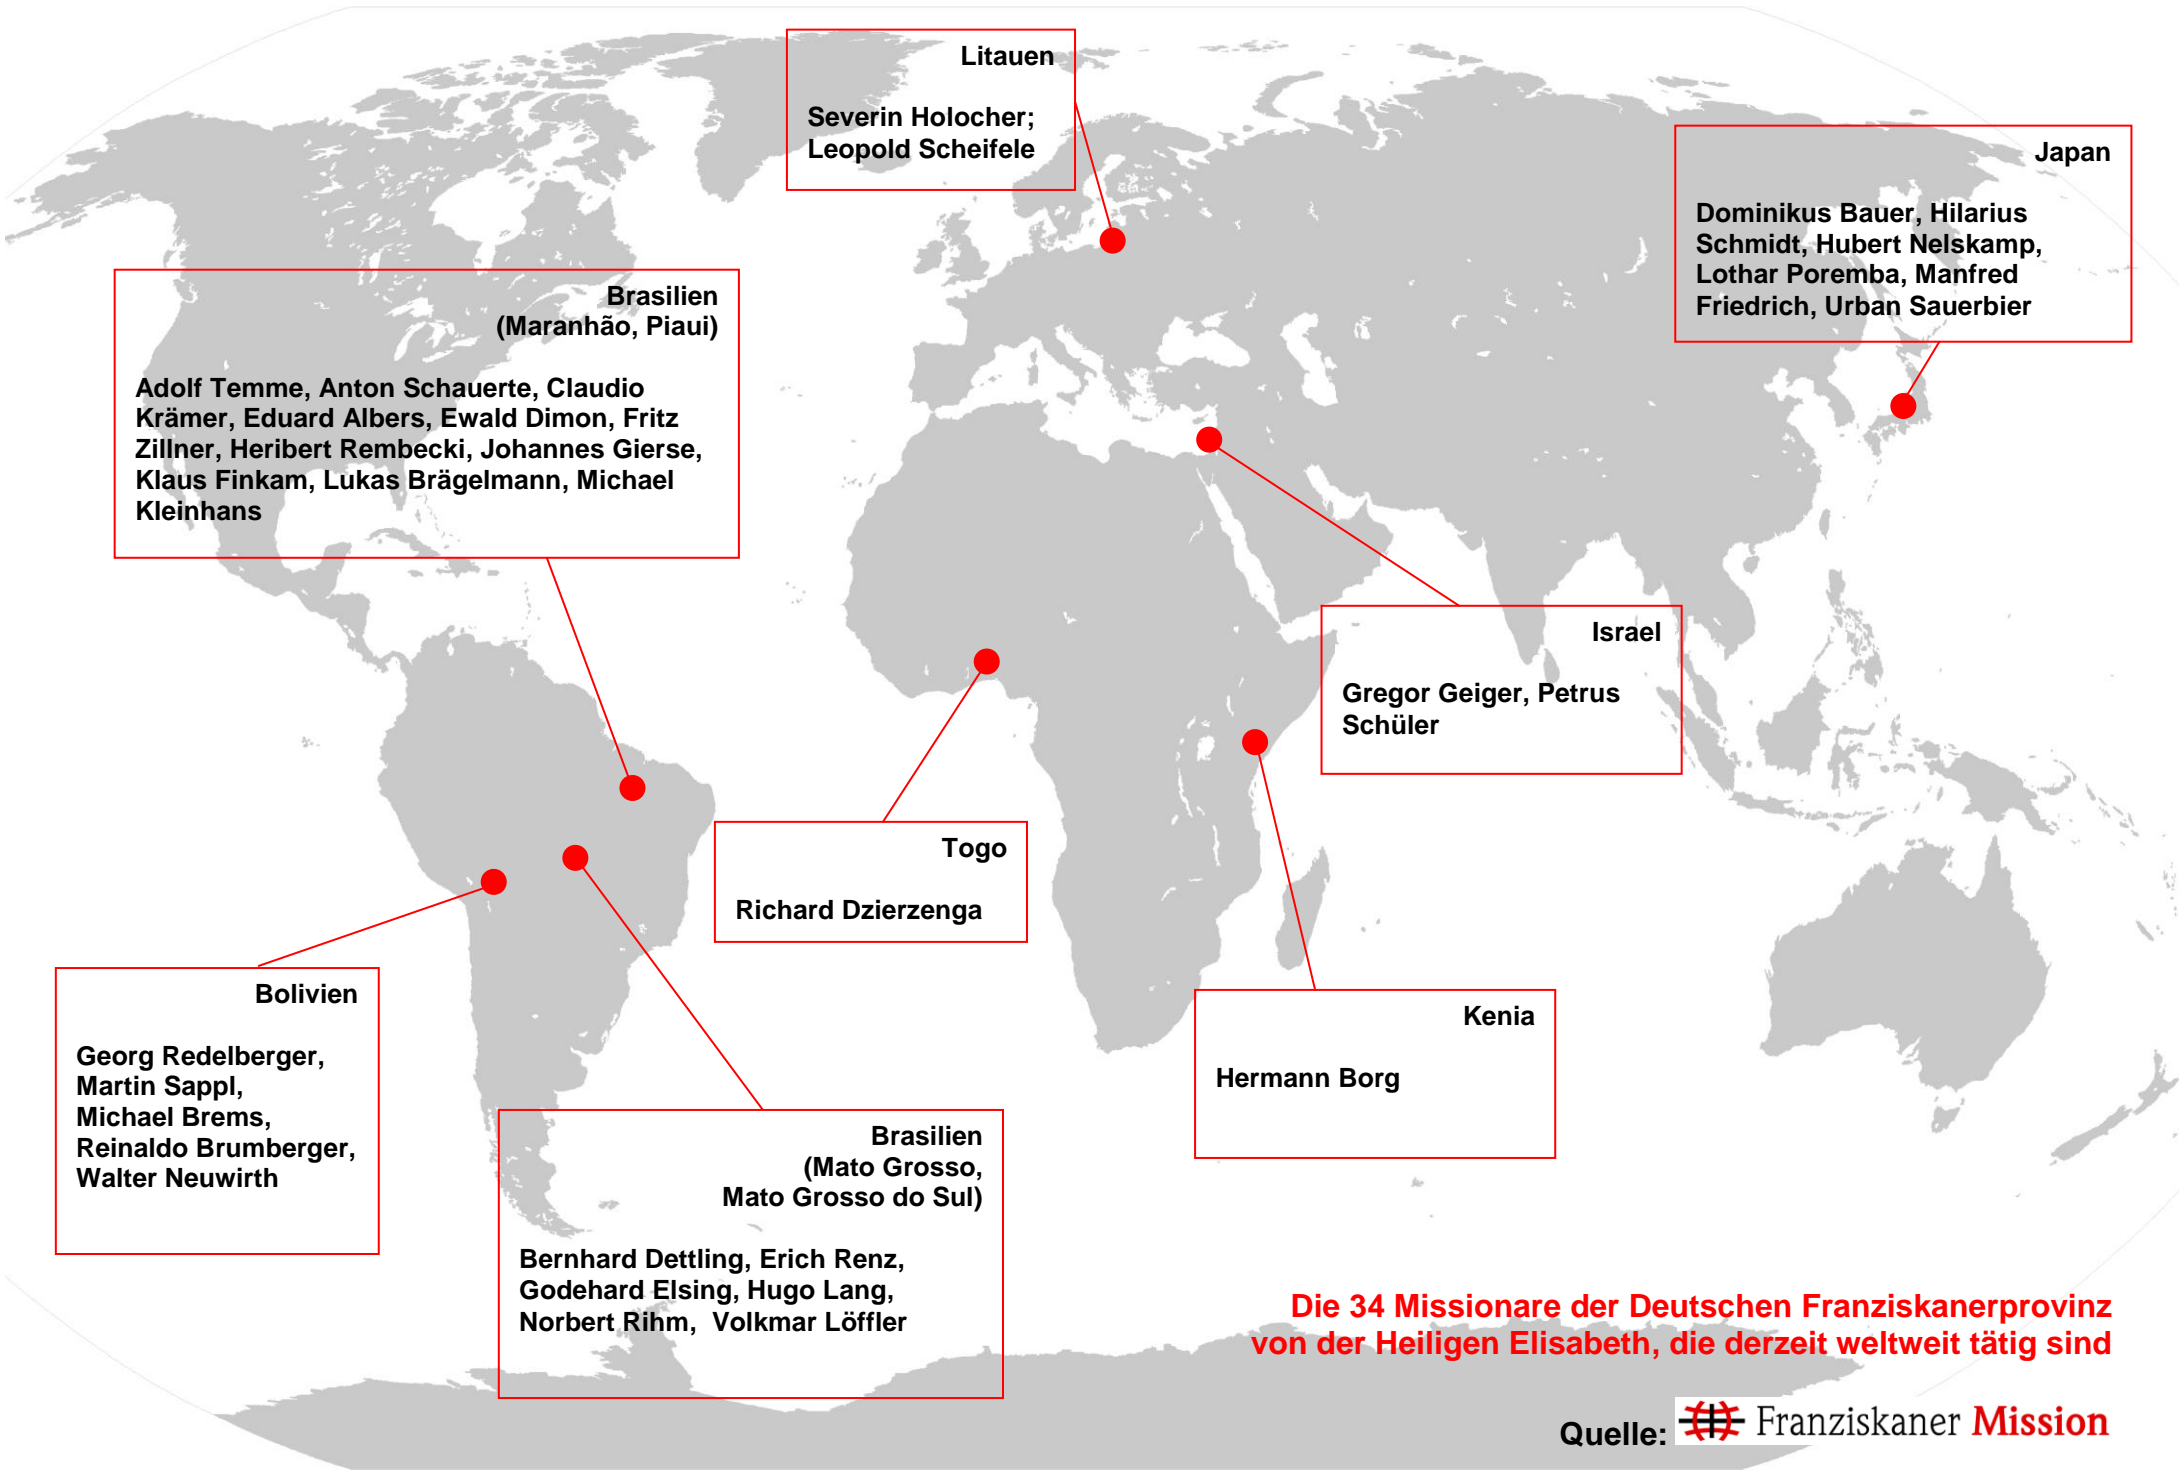 Litauen
Severin Holocher;
Leopold Scheifele
Japan
Dominikus Bauer, Hilarius
Schmidt, Hubert Nelskamp,
Lothar Poremba, Manfred
Friedrich, Urban Sauerbier
Brasilien
(Maranhão, Piaui)
Adolf Temme, Anton Schauerte, Claudio
Krämer, Eduard Albers, Ewald Dimon, Fritz
Zillner, Heribert Rembecki, Johannes Gierse,
Klaus Finkam, Lukas Brägelmann, Michael
Kleinhans
Israel
Gregor Geiger, Petrus
Schüler
Togo
Richard Dzierzenga
Bolivien
Georg Redelberger,
Martin Sappl,
Michael Brems,
Reinaldo Brumberger,
Walter Neuwirth
Kenia
Hermann Borg
Brasilien
(Mato Grosso,
Mato Grosso do Sul)
Bernhard Dettling, Erich Renz,
Godehard Elsing, Hugo Lang,
Norbert Rihm, Volkmar Löffler
Die 34 Missionare der Deutschen Franziskanerprovinz
von der Heiligen Elisabeth, die derzeit weltweit tätig sind
Quelle: Franziskaner Mission